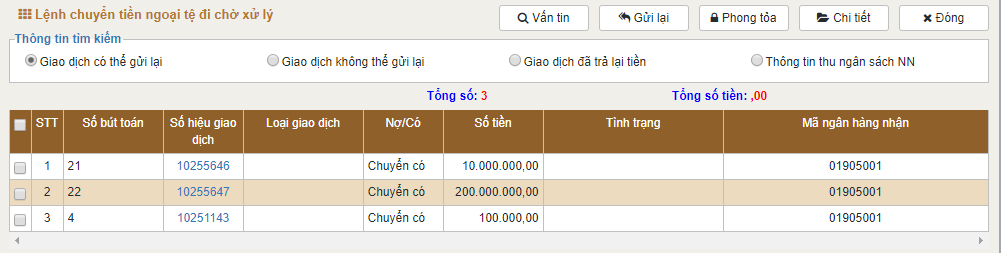 Lệnh chuyển tiền ngoại tệ đi chờ xử lý
Vấn tin
Gửi lại
Phong tỏa
Chi tiết
Đóng
Thông tin tìm kiếm
Giao dịch có thể gửi lại
Giao dịch không thể gửi lại
Giao dịch đã trả lại tiền
Thông tin thu ngân sách NN
Tổng số: 3
Tổng số tiền: ,00
STT
Số bút toán
Số hiệu giao
dịch
Loại giao dịch
Nợ/Có
Số tiền
Tình trạng
Mã ngân hàng nhận
1 21 10255646 Chuyển có 10.000.000,00 01905001
2 22 10255647 Chuyển có 200.000.000,00 01905001
3 4 10251143 Chuyển có 100.000,00 01905001